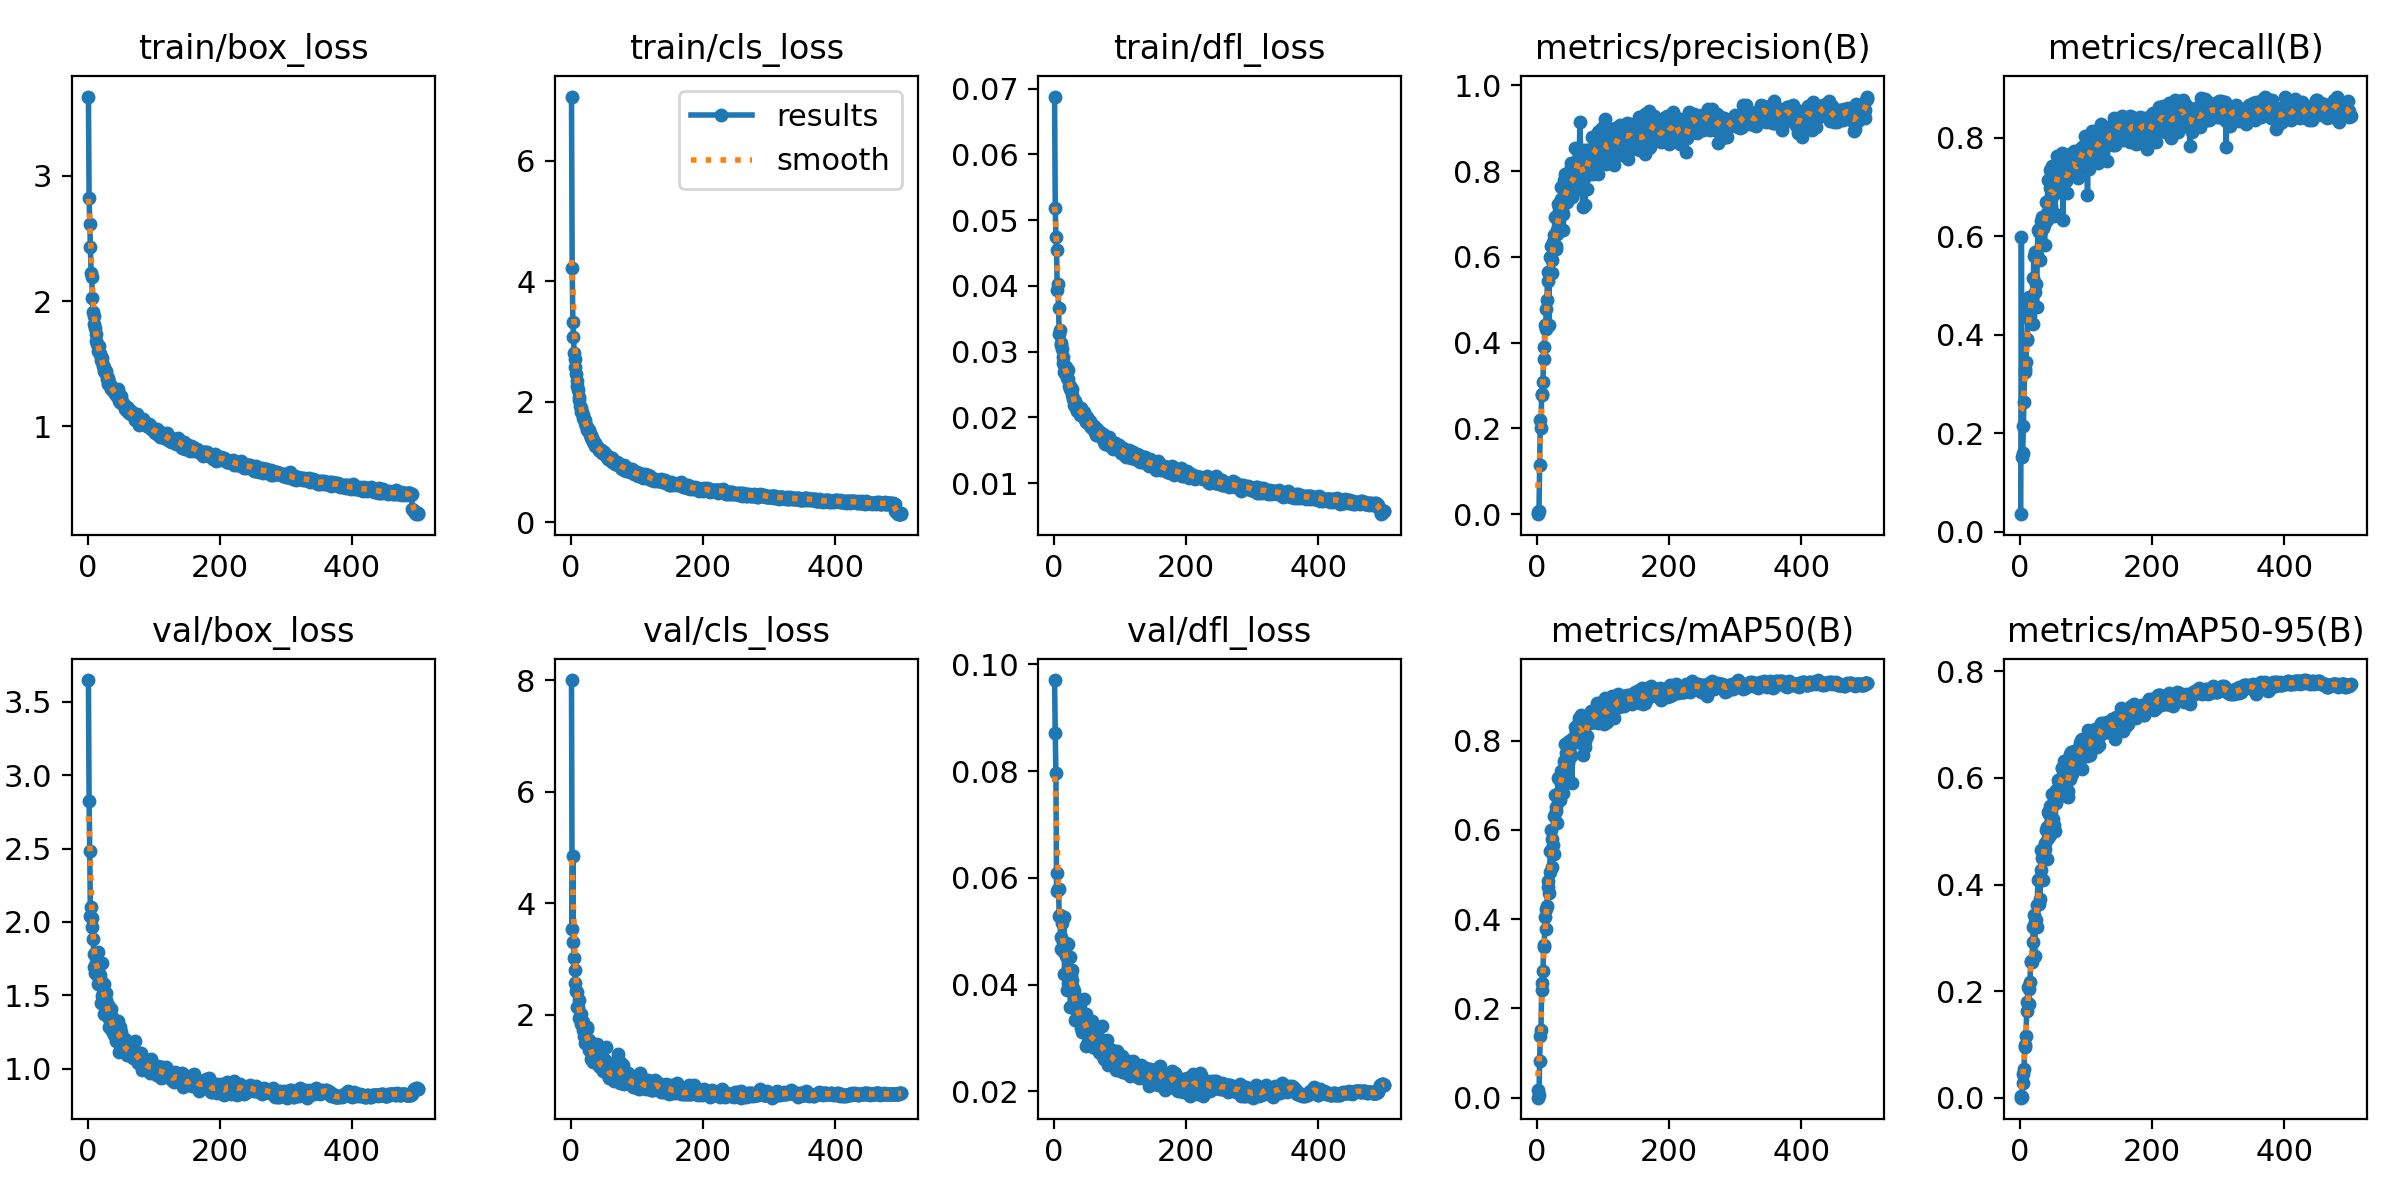 train/box_loss
3
2
1
0 200 400
train/cls_loss
results
smooth
6
4
2
0
0 200 400
train/dfl_loss
0.07
0.06
0.05
0.04
0.03
0.02
0.01
0 200 400
metrics/precision(B)
1.0
0.8
0.6
0.4
0.2
0.0
0 200 400
metrics/recall(B)
0.8
0.6
0.4
0.2
0.0
0 200 400
val/box_loss
3.5
3.0
2.5
2.0
1.5
1.0
0 200 400
val/cls_loss
8
6
4
2
0 200 400
val/dfl_loss
0.10
0.08
0.06
0.04
0.02
0 200 400
metrics/mAP50(B)
0.8
0.6
0.4
0.2
0.0
0 200 400
metrics/mAP50-95(B)
0.8
0.6
0.4
0.2
0.0
0 200 400